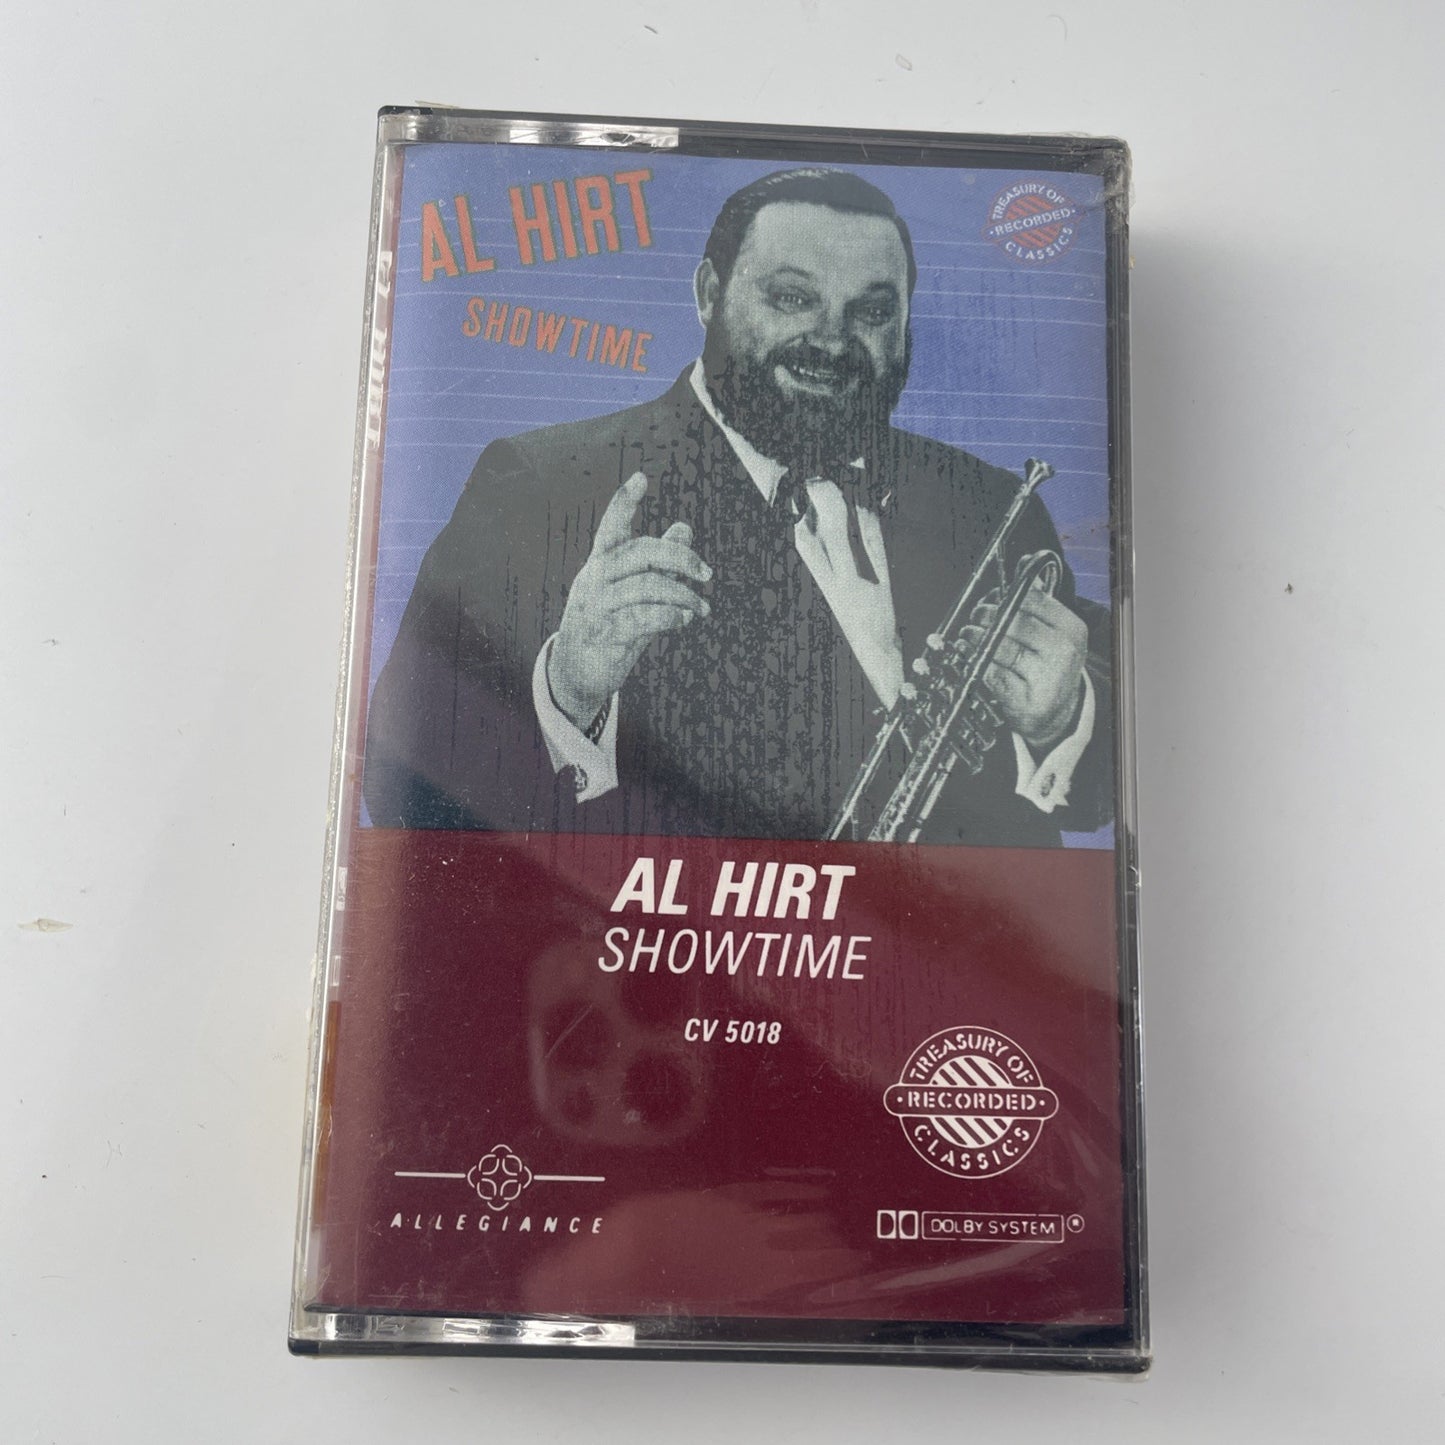 AL HIRT
SHOWTIME
TREASURY OF
RECORDED
CLASSICS
AL HIRT
SHOWTIME
CV 5018
TREASURY OF
RECORDED
CLASSICS
ALLEGIANCE
DOLBY SYSTEM